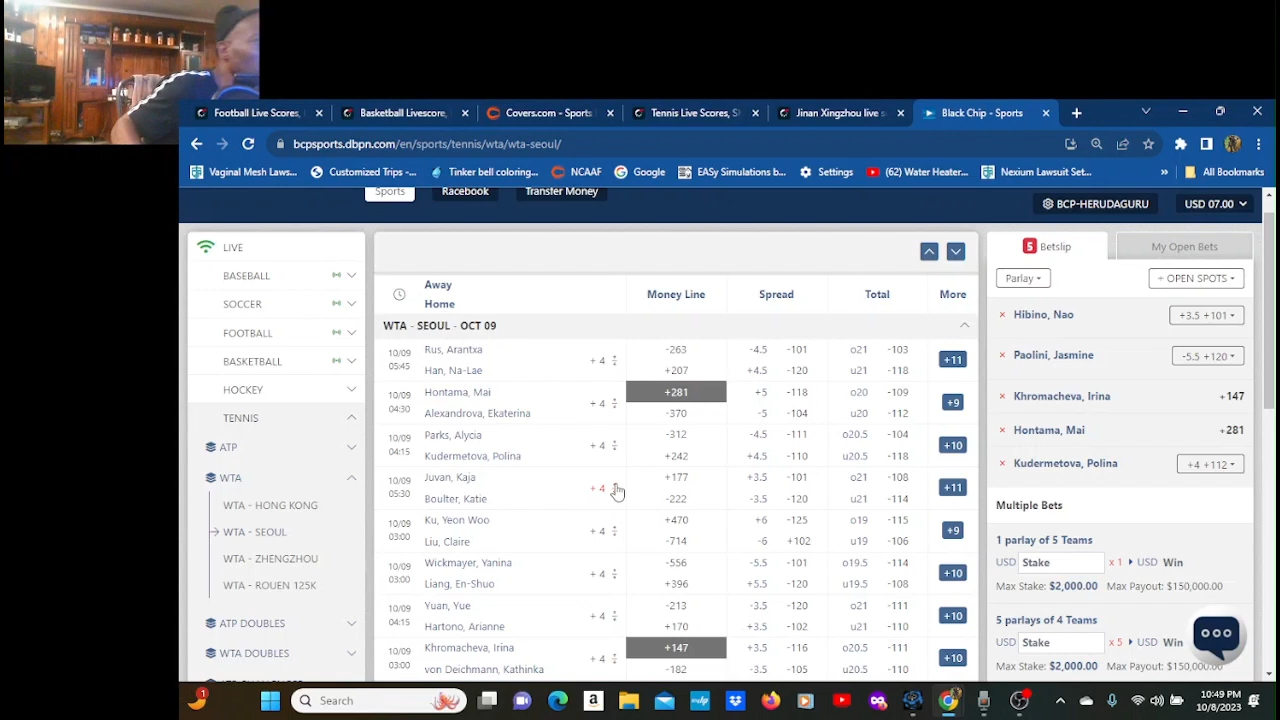 Football Live Scores,
Basketball Livescore,
Covers.com - Sports
Tennis Live Scores, S
Jinan Xingzhou live s
Black Chip - Sports
bcpsports.dbpn.com/en/sports/tennis/wta/wta-seoul/
Vaginal Mesh Laws...
Customized Trips -...
Tinker bell coloring...
NCAAF
Google
EASy Simulations b...
Settings
(62) Water Heater...
Nexium Lawsuit Set...
»
All Bookmarks
Sports
Racebook
Transfer Money
BCP-HERUDAGURU
USD 07.00
LIVE
BASEBALL
SOCCER
FOOTBALL
BASKETBALL
HOCKEY
TENNIS
ATP
WTA
WTA - HONG KONG
WTA - SEOUL
WTA - ZHENGZHOU
WTA - ROUEN 125K
ATP DOUBLES
WTA DOUBLES
Away
Home
Money Line
Spread
Total
More
WTA - SEOUL - OCT 09
10/09 05:45
Rus, Arantxa -263 -4.5 -101 o21 -103
Han, Na-Lae +207 +4.5 -120 u21 -118
+ 4
+11
10/09 04:30
Hontama, Mai +281 +5 -118 o20 -109
Alexandrova, Ekaterina -370 -5 -104 u20 -112
+ 4
+9
10/09 04:15
Parks, Alycia -312 -4.5 -111 o20.5 -104
Kudermetova, Polina +242 +4.5 -110 u20.5 -118
+ 4
+10
10/09 05:30
Juvan, Kaja +177 +3.5 -101 o21 -108
Boulter, Katie -222 -3.5 -120 u21 -114
+ 4
+11
10/09 03:00
Ku, Yeon Woo +470 +6 -125 o19 -115
Liu, Claire -714 -6 +102 u19 -106
+ 4
+9
10/09 03:00
Wickmayer, Yanina -556 -5.5 -101 o19.5 -114
Liang, En-Shuo +396 +5.5 -120 u19.5 -108
+ 4
+10
10/09 04:15
Yuan, Yue -213 -3.5 -120 o21 -111
Hartono, Arianne +170 +3.5 -102 u21 -110
+ 4
+10
10/09 03:00
Khromacheva, Irina +147 +3.5 -116 o20.5 -111
von Deichmann, Kathinka -182 -3.5 -105 u20.5 -110
+ 4
+10
5 Betslip
My Open Bets
Parlay
+ OPEN SPOTS
× Hibino, Nao +3.5 +101
× Paolini, Jasmine -5.5 +120
× Khromacheva, Irina +147
× Hontama, Mai +281
× Kudermetova, Polina +4 +112
Multiple Bets
1 parlay of 5 Teams
USD Stake x 1 USD Win
Max Stake: $2,000.00 Max Payout: $150,000.00
5 parlays of 4 Teams
USD Stake x 5 USD Win
Max Stake: $2,000.00 Max Payout: $150,000.00
1
Search
10:49 PM
10/8/2023